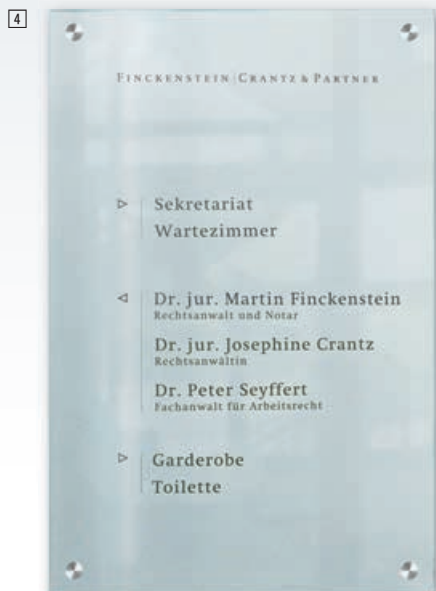 4
FINCKENSTEIN | CRANTZ & PARTNER
▷ Sekretariat
Wartezimmer
◁ Dr. jur. Martin Finckenstein
Rechtsanwalt und Notar
Dr. jur. Josephine Crantz
Rechtsanwältin
Dr. Peter Seyffert
Fachanwalt für Arbeitsrecht
▷ Garderobe
Toilette